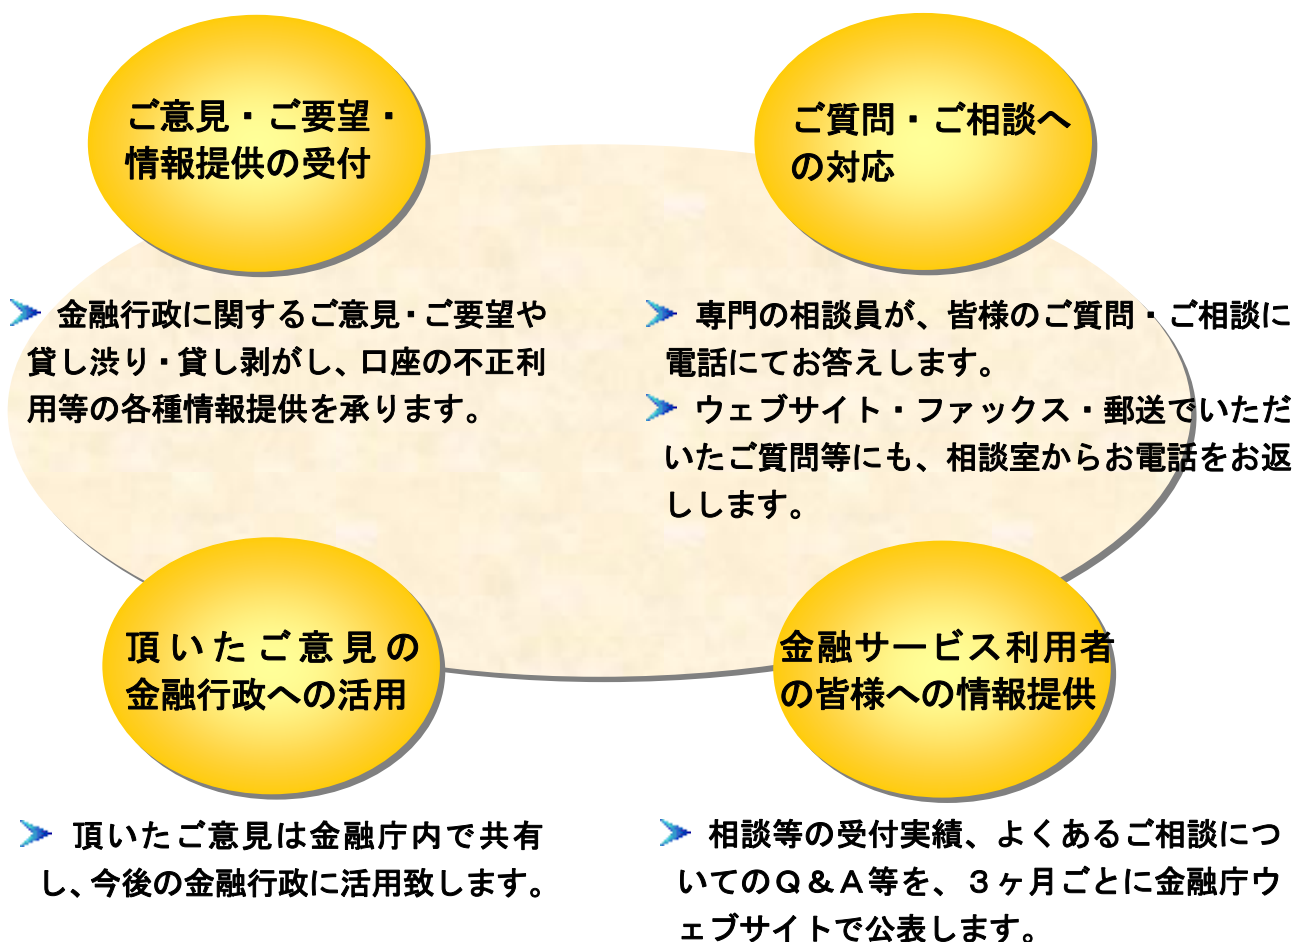 ご意見・ご要望・
情報提供の受付
金融行政に関するご意見・ご要望や
貸し渋り・貸し剥がし、口座の不正利
用等の各種情報提供を承ります。
ご質問・ご相談へ
の対応
専門の相談員が、皆様のご質問・ご相談に
電話にてお答えします。
ウェブサイト・ファックス・郵送でいただ
いたご質問等にも、相談室からお電話をお返
しします。
頂いたご意見の
金融行政への活用
頂いたご意見は金融庁内で共有
し、今後の金融行政に活用致します。
金融サービス利用者
の皆様への情報提供
相談等の受付実績、よくあるご相談につ
いてのＱ＆Ａ等を、３ヶ月ごとに金融庁ウ
ェブサイトで公表します。